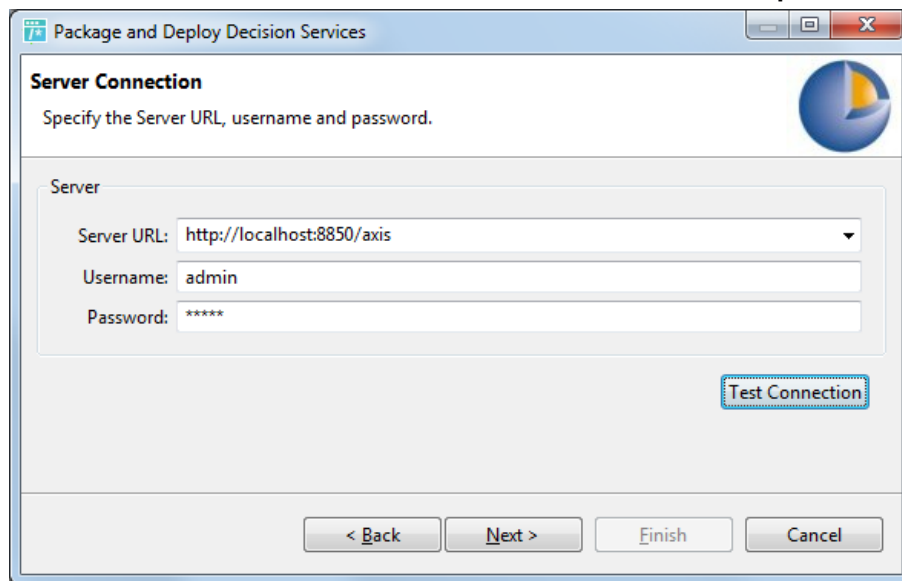 Package and Deploy Decision Services
Server Connection
Specify the Server URL, username and password.
Server
Server URL: http://localhost:8850/axis
Username: admin
Password: *****
Test Connection
< Back Next > Finish Cancel